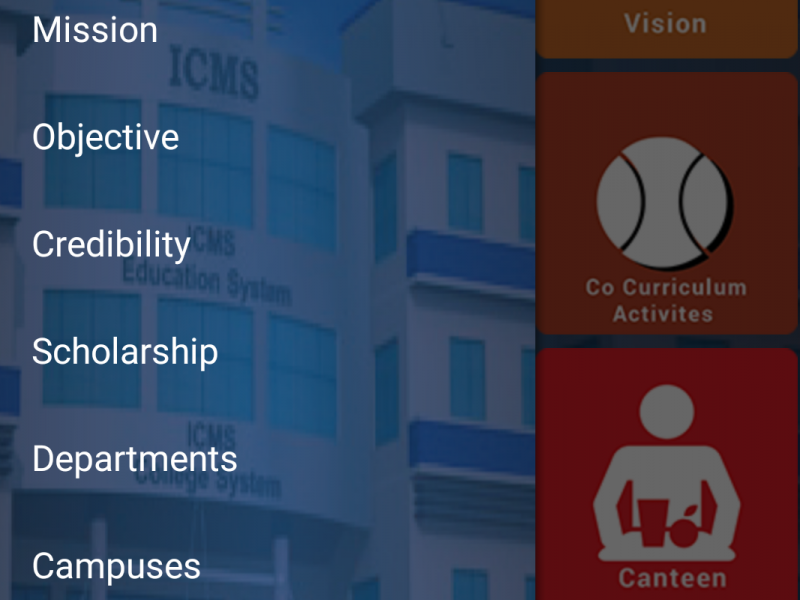 Mission
ICMS
Objective
Credibility
ICMS
Education System
Scholarship
Departments
ICMS
College System
Campuses
Vision
Co Curriculum
Activites
Canteen